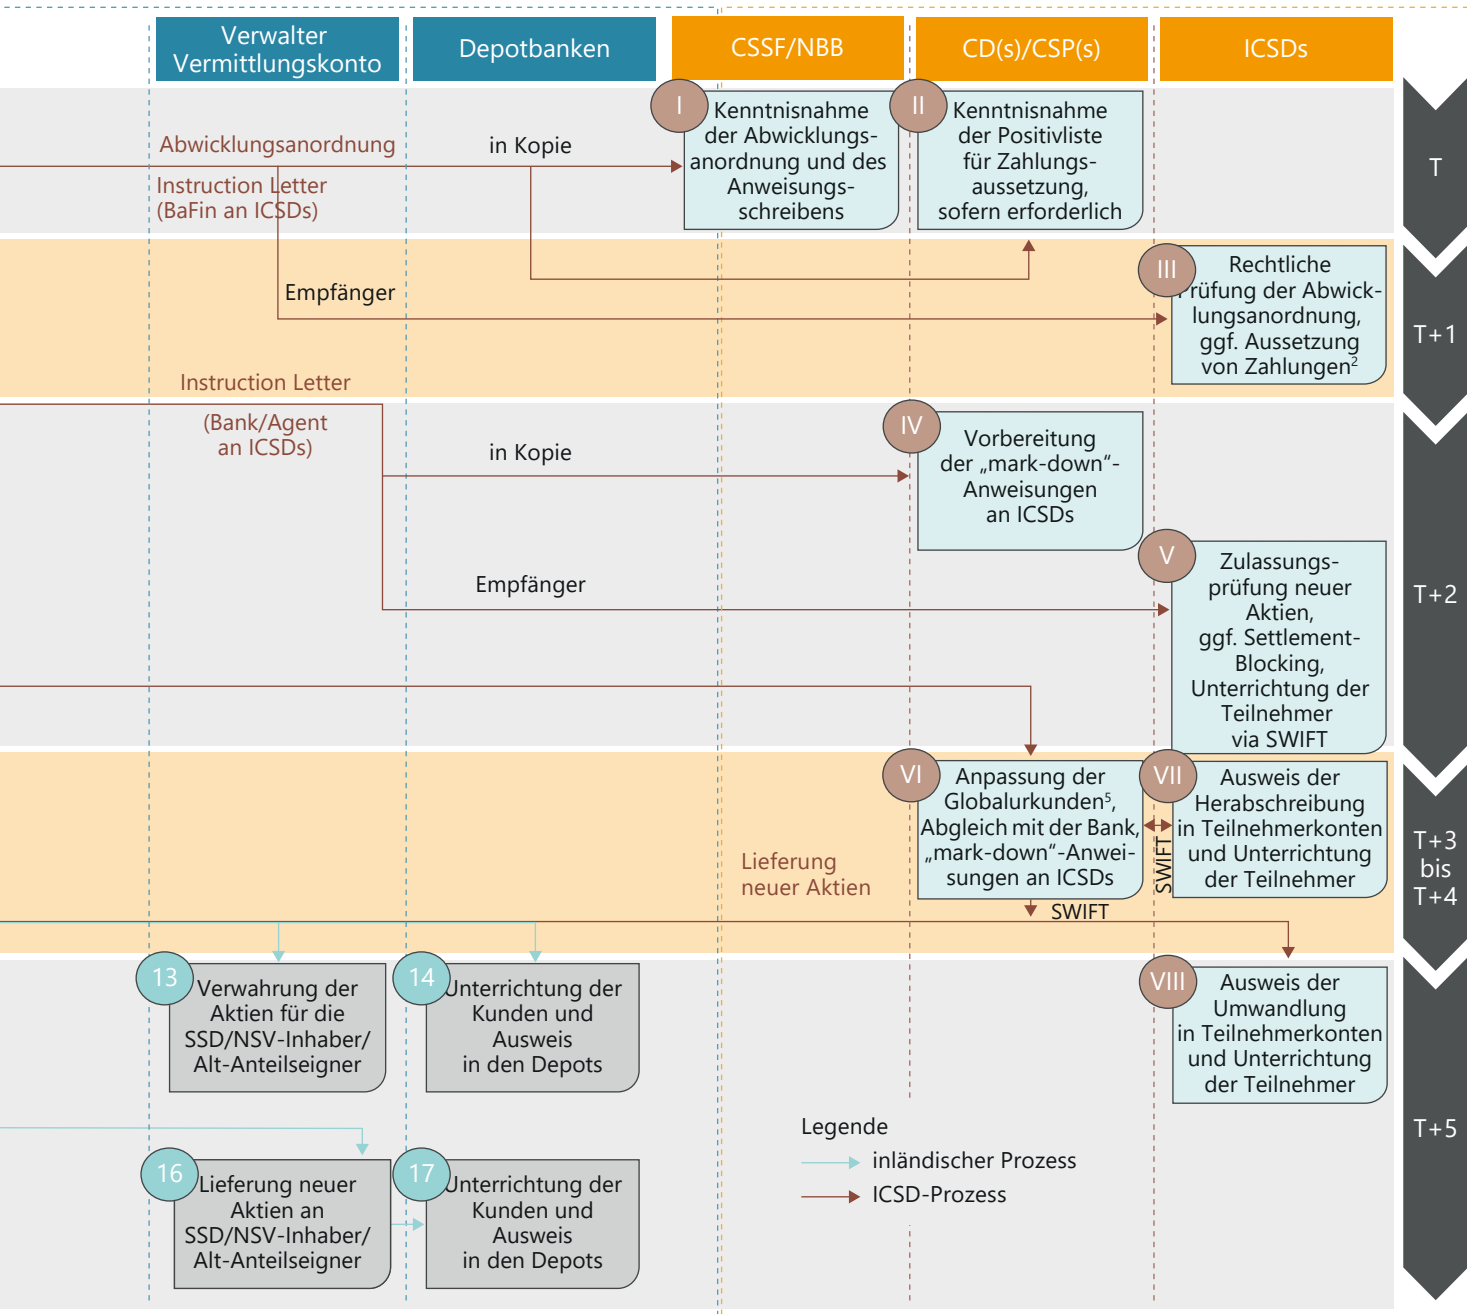 Verwalter
Vermittlungskonto
Depotbanken
CSSF/NBB
CD(s)/CSP(s)
ICSDs
T
Abwicklungsanordnung
Instruction Letter
(BaFin an ICSDs)
in Kopie
I
Kenntnisnahme
der Abwicklungs-
anordnung und des
Anweisungs-
schreibens
II
Kenntnisnahme
der Positivliste
für Zahlungs-
aussetzung,
sofern erforderlich
T+1
Empfänger
III
Rechtliche
Prüfung der Abwick-
lungsanordnung,
ggf. Aussetzung
von Zahlungen²
T+2
Instruction Letter
(Bank/Agent
an ICSDs)
in Kopie
IV
Vorbereitung
der „mark-down“-
Anweisungen
an ICSDs
Empfänger
V
Zulassungs-
prüfung neuer
Aktien,
ggf. Settlement-
Blocking,
Unterrichtung der
Teilnehmer
via SWIFT
T+3
bis
T+4
Lieferung
neuer Aktien
VI
Anpassung der
Globalurkunden⁵,
Abgleich mit der Bank,
„mark-down“-Anwei-
sungen an ICSDs
SWIFT
SWIFT
VII
Ausweis der
Herabschreibung
in Teilnehmerkonten
und Unterrichtung
der Teilnehmer
T+5
13
Verwahrung der
Aktien für die
SSD/NSV-Inhaber/
Alt-Anteilseigner
14
Unterrichtung der
Kunden und
Ausweis
in den Depots
VIII
Ausweis der
Umwandlung
in Teilnehmerkonten
und Unterrichtung
der Teilnehmer
16
Lieferung neuer
Aktien an
SSD/NSV-Inhaber/
Alt-Anteilseigner
17
Unterrichtung der
Kunden und
Ausweis
in den Depots
Legende
inländischer Prozess
ICSD-Prozess